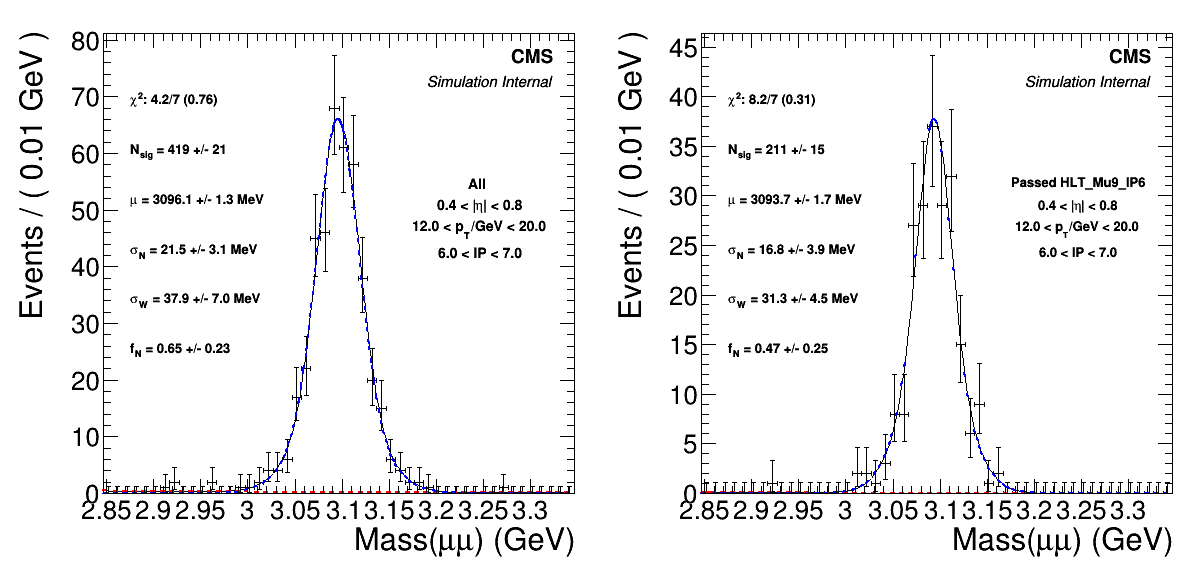 CMS
Simulation Internal
χ²: 4.2/7 (0.76)
N_sig = 419 +/- 21
μ = 3096.1 +/- 1.3 MeV
σ_N = 21.5 +/- 3.1 MeV
σ_W = 37.9 +/- 7.0 MeV
f_N = 0.65 +/- 0.23
All
0.4 < |η| < 0.8
12.0 < p_T/GeV < 20.0
6.0 < IP < 7.0
Events / ( 0.01 GeV )
80
70
60
50
40
30
20
10
0
2.85 2.9 2.95 3 3.05 3.1 3.15 3.2 3.25 3.3
Mass(μμ) (GeV)
CMS
Simulation Internal
χ²: 8.2/7 (0.31)
N_sig = 211 +/- 15
μ = 3093.7 +/- 1.7 MeV
σ_N = 16.8 +/- 3.9 MeV
σ_W = 31.3 +/- 4.5 MeV
f_N = 0.47 +/- 0.25
Passed HLT_Mu9_IP6
0.4 < |η| < 0.8
12.0 < p_T/GeV < 20.0
6.0 < IP < 7.0
Events / ( 0.01 GeV )
45
40
35
30
25
20
15
10
5
0
2.85 2.9 2.95 3 3.05 3.1 3.15 3.2 3.25 3.3
Mass(μμ) (GeV)